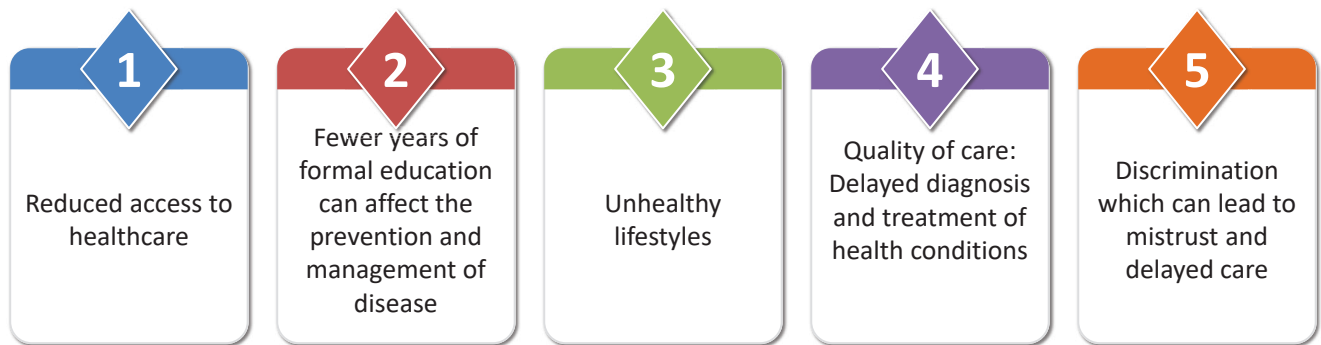 1
Reduced access to
healthcare
2
Fewer years of
formal education
can affect the
prevention and
management of
disease
3
Unhealthy
lifestyles
4
Quality of care:
Delayed diagnosis
and treatment of
health conditions
5
Discrimination
which can lead to
mistrust and
delayed care